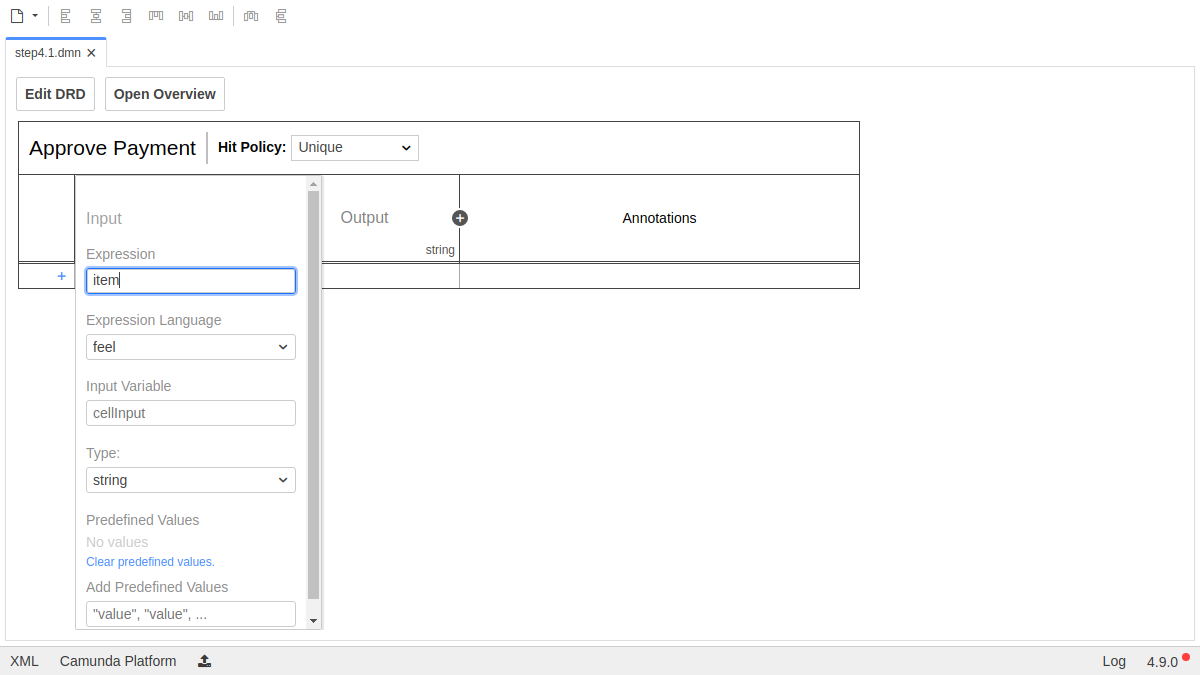 step4.1.dmn
Edit DRD
Open Overview
Approve Payment
Hit Policy:
Unique
Input
Expression
item
Expression Language
feel
Input Variable
cellInput
Type:
string
Predefined Values
No values
Clear predefined values.
Add Predefined Values
"value", "value", ...
Output
string
Annotations
+
XML
Camunda Platform
Log
4.9.0